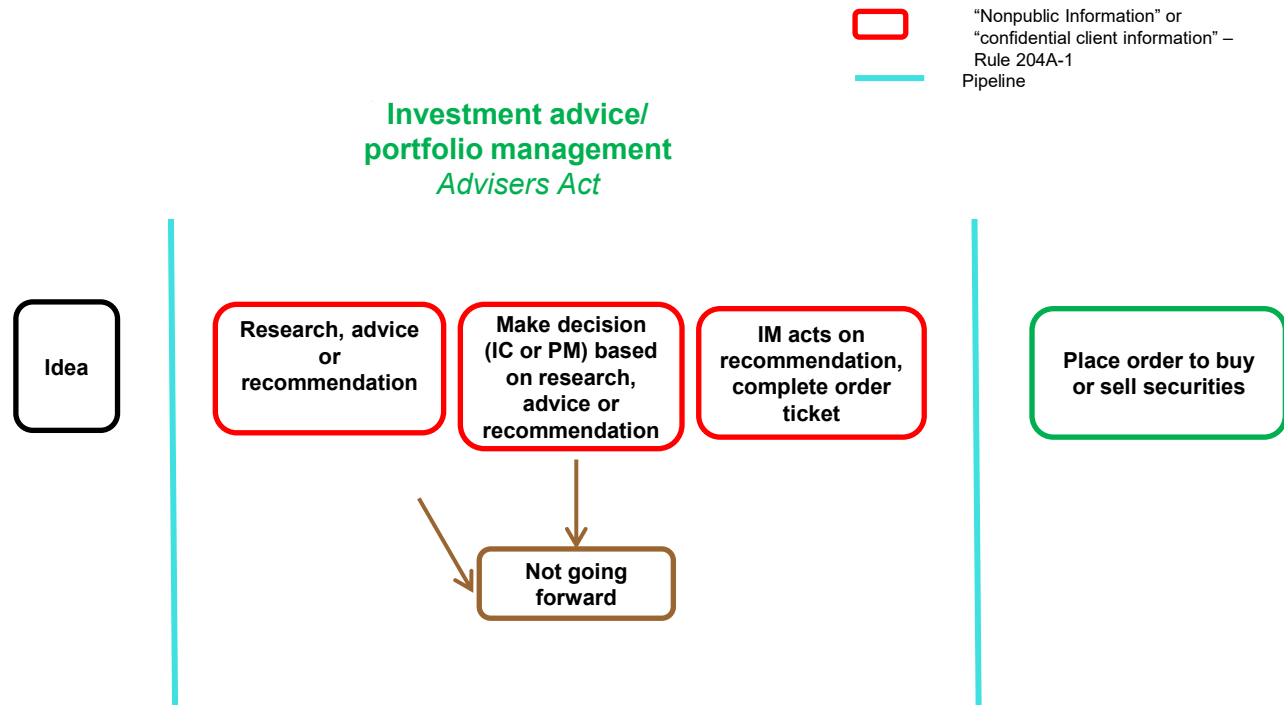 “Nonpublic Information” or
“confidential client information” –
Rule 204A-1
Pipeline
Investment advice/
portfolio management
Advisers Act
Idea
Research, advice
or
recommendation
Make decision
(IC or PM) based
on research,
advice or
recommendation
IM acts on
recommendation,
complete order
ticket
Place order to buy
or sell securities
Not going
forward